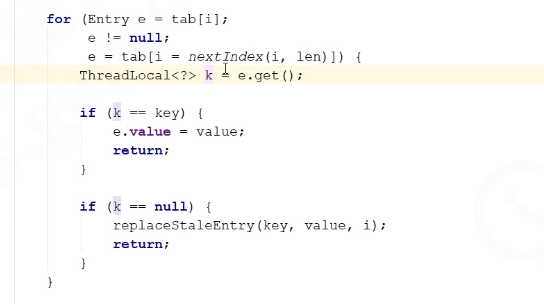 for (Entry e = tab[i];
e != null;
e = tab[i = nextIndex(i, len)]) {
ThreadLocal<?> k = e.get();
if (k == key) {
e.value = value;
return;
}
if (k == null) {
replaceStaleEntry(key, value, i);
return;
}
}